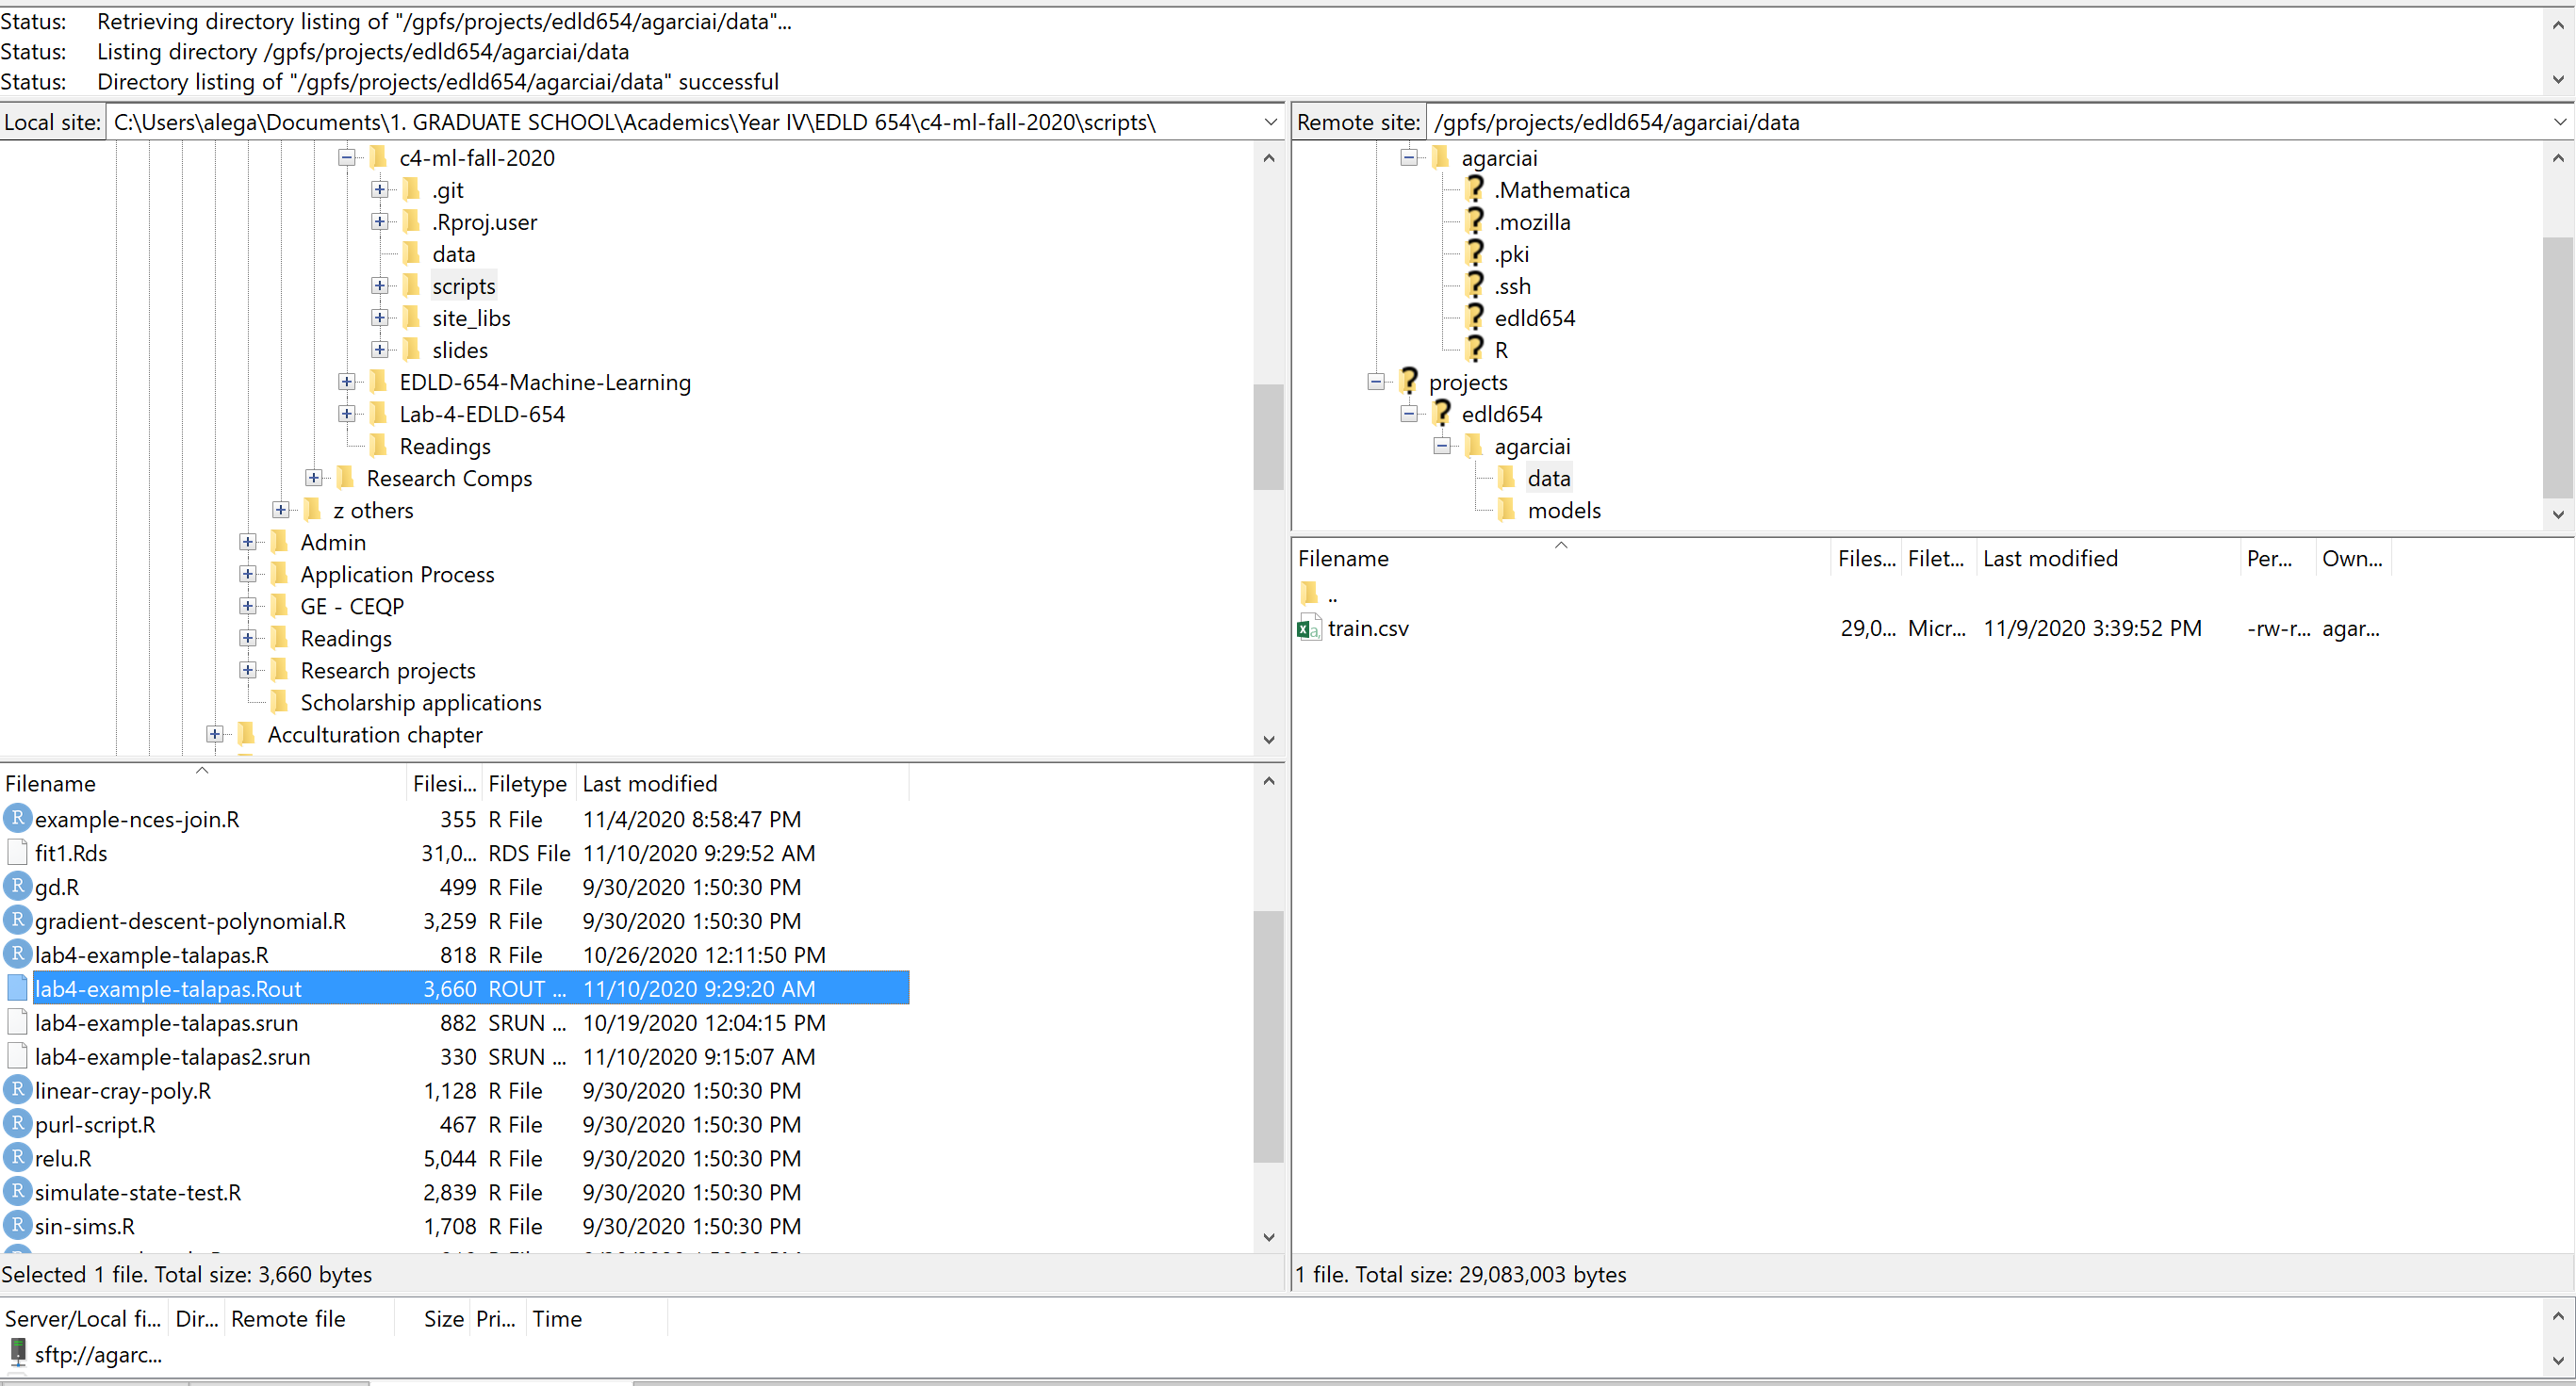 Status: Retrieving directory listing of "/gpfs/projects/edld654/agarciai/data"...
Status: Listing directory /gpfs/projects/edld654/agarciai/data
Status: Directory listing of "/gpfs/projects/edld654/agarciai/data" successful
Local site: C:\Users\alega\Documents\1. GRADUATE SCHOOL\Academics\Year IV\EDLD 654\c4-ml-fall-2020\scripts\
c4-ml-fall-2020
.git
.Rproj.user
data
scripts
site_libs
slides
EDLD-654-Machine-Learning
Lab-4-EDLD-654
Readings
Research Comps
z others
Admin
Application Process
GE - CEQP
Readings
Research projects
Scholarship applications
Acculturation chapter
Filename Filesi... Filetype Last modified
example-nces-join.R 355 R File 11/4/2020 8:58:47 PM
fit1.Rds 31,0... RDS File 11/10/2020 9:29:52 AM
gd.R 499 R File 9/30/2020 1:50:30 PM
gradient-descent-polynomial.R 3,259 R File 9/30/2020 1:50:30 PM
lab4-example-talapas.R 818 R File 10/26/2020 12:11:50 PM
lab4-example-talapas.Rout 3,660 ROUT ... 11/10/2020 9:29:20 AM
lab4-example-talapas.srun 882 SRUN ... 10/19/2020 12:04:15 PM
lab4-example-talapas2.srun 330 SRUN ... 11/10/2020 9:15:07 AM
linear-cray-poly.R 1,128 R File 9/30/2020 1:50:30 PM
purl-script.R 467 R File 9/30/2020 1:50:30 PM
relu.R 5,044 R File 9/30/2020 1:50:30 PM
simulate-state-test.R 2,839 R File 9/30/2020 1:50:30 PM
sin-sims.R 1,708 R File 9/30/2020 1:50:30 PM
Selected 1 file. Total size: 3,660 bytes
Remote site: /gpfs/projects/edld654/agarciai/data
agarciai
.Mathematica
.mozilla
.pki
.ssh
edld654
R
projects
edld654
agarciai
data
models
Filename Files... Filet... Last modified Per... Own...
..
train.csv 29,0... Micr... 11/9/2020 3:39:52 PM -rw-r... agar...
1 file. Total size: 29,083,003 bytes
Server/Local fi... Dir... Remote file Size Pri... Time
sftp://agarc...